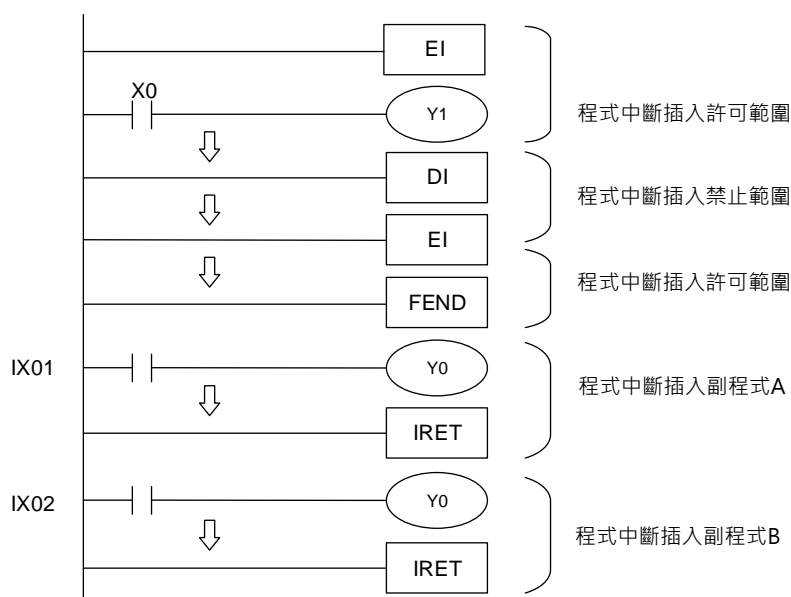 EI
X0
Y1
程式中斷插入許可範圍
DI
程式中斷插入禁止範圍
EI
程式中斷插入許可範圍
FEND
IX01
Y0
程式中斷插入副程式A
IRET
IX02
Y0
程式中斷插入副程式B
IRET